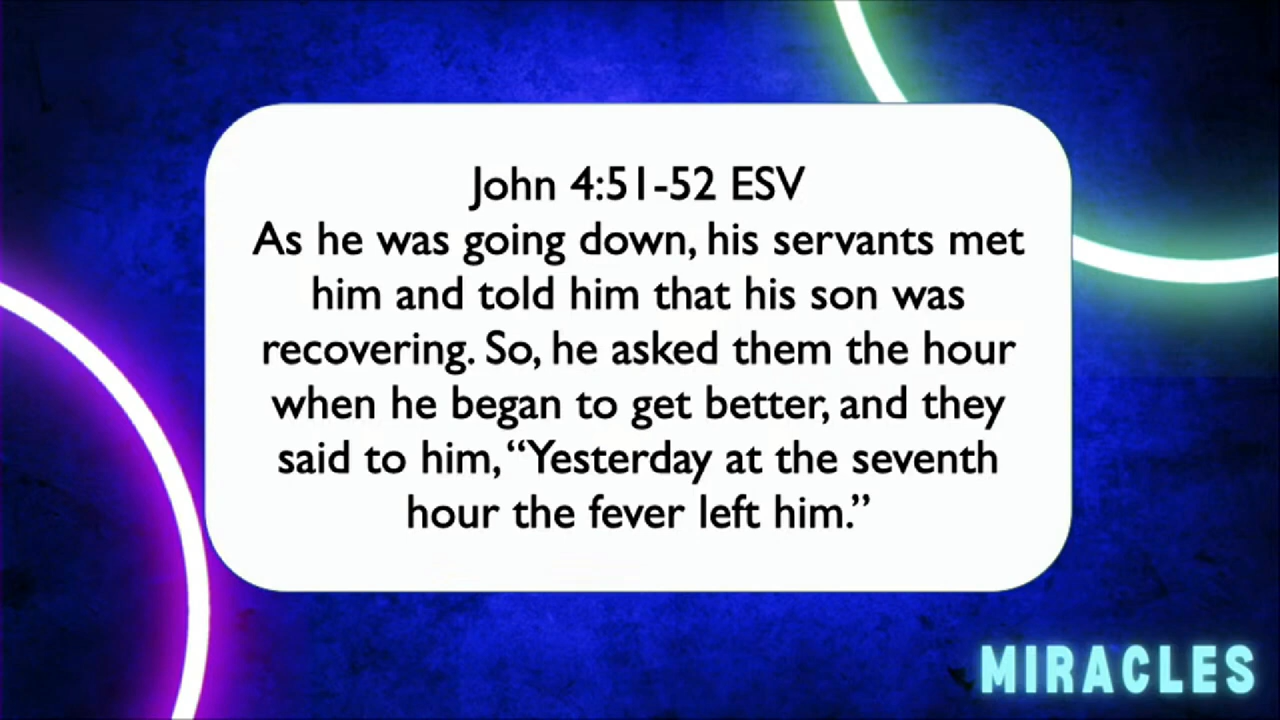 John 4:51-52 ESV
As he was going down, his servants met
him and told him that his son was
recovering. So, he asked them the hour
when he began to get better, and they
said to him, “Yesterday at the seventh
hour the fever left him.”
MIRACLES